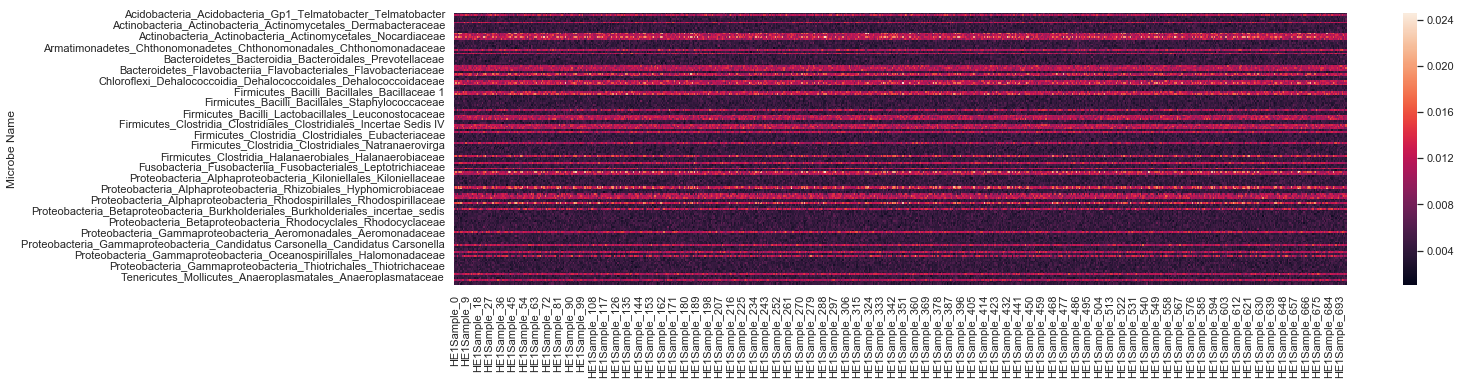 Microbe Name
Acidobacteria_Acidobacteria_Gp1_Telmatobacter_Telmatobacter
Actinobacteria_Actinobacteria_Actinomycetales_Dermabacteraceae
Actinobacteria_Actinobacteria_Actinomycetales_Nocardiaceae
Armatimonadetes_Chthonomonadetes_Chthonomonadales_Chthonomonadaceae
Bacteroidetes_Bacteroidia_Bacteroidales_Prevotellaceae
Bacteroidetes_Flavobacteriia_Flavobacteriales_Flavobacteriaceae
Chloroflexi_Dehalococcoidia_Dehalococcoidales_Dehalococcoidaceae
Firmicutes_Bacilli_Bacillales_Bacillaceae 1
Firmicutes_Bacilli_Bacillales_Staphylococcaceae
Firmicutes_Bacilli_Lactobacillales_Leuconostocaceae
Firmicutes_Clostridia_Clostridiales_Clostridiales_Incertae Sedis IV
Firmicutes_Clostridia_Clostridiales_Eubacteriaceae
Firmicutes_Clostridia_Clostridiales_Natranaerovirga
Firmicutes_Clostridia_Halanaerobiales_Halanaerobiaceae
Fusobacteria_Fusobacteriia_Fusobacteriales_Leptotrichiaceae
Proteobacteria_Alphaproteobacteria_Kiloniellales_Kiloniellaceae
Proteobacteria_Alphaproteobacteria_Rhizobiales_Hyphomicrobiaceae
Proteobacteria_Alphaproteobacteria_Rhodospirillales_Rhodospirillaceae
Proteobacteria_Betaproteobacteria_Burkholderiales_Burkholderiales_incertae_sedis
Proteobacteria_Betaproteobacteria_Rhodocyclales_Rhodocyclaceae
Proteobacteria_Gammaproteobacteria_Aeromonadales_Aeromonadaceae
Proteobacteria_Gammaproteobacteria_Candidatus Carsonella_Candidatus Carsonella
Proteobacteria_Gammaproteobacteria_Oceanospirillales_Halomonadaceae
Proteobacteria_Gammaproteobacteria_Thiotrichales_Thiotrichaceae
Tenericutes_Mollicutes_Anaeroplasmatales_Anaeroplasmataceae
HE1Sample_0
HE1Sample_9
HE1Sample_18
HE1Sample_27
HE1Sample_36
HE1Sample_45
HE1Sample_54
HE1Sample_63
HE1Sample_72
HE1Sample_81
HE1Sample_90
HE1Sample_99
HE1Sample_108
HE1Sample_117
HE1Sample_126
HE1Sample_135
HE1Sample_144
HE1Sample_153
HE1Sample_162
HE1Sample_171
HE1Sample_180
HE1Sample_189
HE1Sample_198
HE1Sample_207
HE1Sample_216
HE1Sample_225
HE1Sample_234
HE1Sample_243
HE1Sample_252
HE1Sample_261
HE1Sample_270
HE1Sample_279
HE1Sample_288
HE1Sample_297
HE1Sample_306
HE1Sample_315
HE1Sample_324
HE1Sample_333
HE1Sample_342
HE1Sample_351
HE1Sample_360
HE1Sample_369
HE1Sample_378
HE1Sample_387
HE1Sample_396
HE1Sample_405
HE1Sample_414
HE1Sample_423
HE1Sample_432
HE1Sample_441
HE1Sample_450
HE1Sample_459
HE1Sample_468
HE1Sample_477
HE1Sample_486
HE1Sample_495
HE1Sample_504
HE1Sample_513
HE1Sample_522
HE1Sample_531
HE1Sample_540
HE1Sample_549
HE1Sample_558
HE1Sample_567
HE1Sample_576
HE1Sample_585
HE1Sample_594
HE1Sample_603
HE1Sample_612
HE1Sample_621
HE1Sample_630
HE1Sample_639
HE1Sample_648
HE1Sample_657
HE1Sample_666
HE1Sample_675
HE1Sample_684
HE1Sample_693
0.024
0.020
0.016
0.012
0.008
0.004